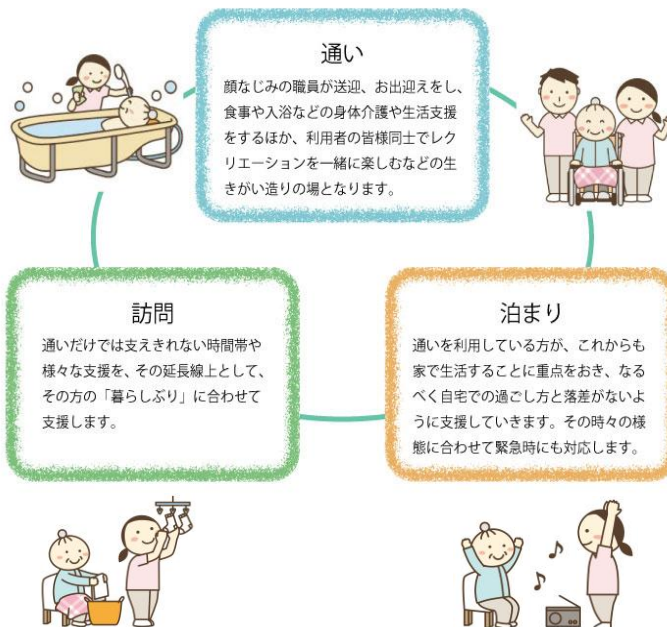 通い
顔なじみの職員が送迎、お出迎えをし、
食事や入浴などの身体介護や生活支援
をするほか、利用者の皆様同士でレク
リエーションを一緒に楽しむなどの生
きがい造りの場となります。
訪問
通いだけでは支えきれない時間帯や
様々な支援を、その延長線上として、
その方の「暮らしぶり」に合わせて
支援します。
泊まり
通いを利用している方が、これからも
家で生活することに重点をおき、なる
べく自宅での過ごし方と落差がないよ
うに支援していきます。その時々の様
態に合わせて緊急時にも対応します。